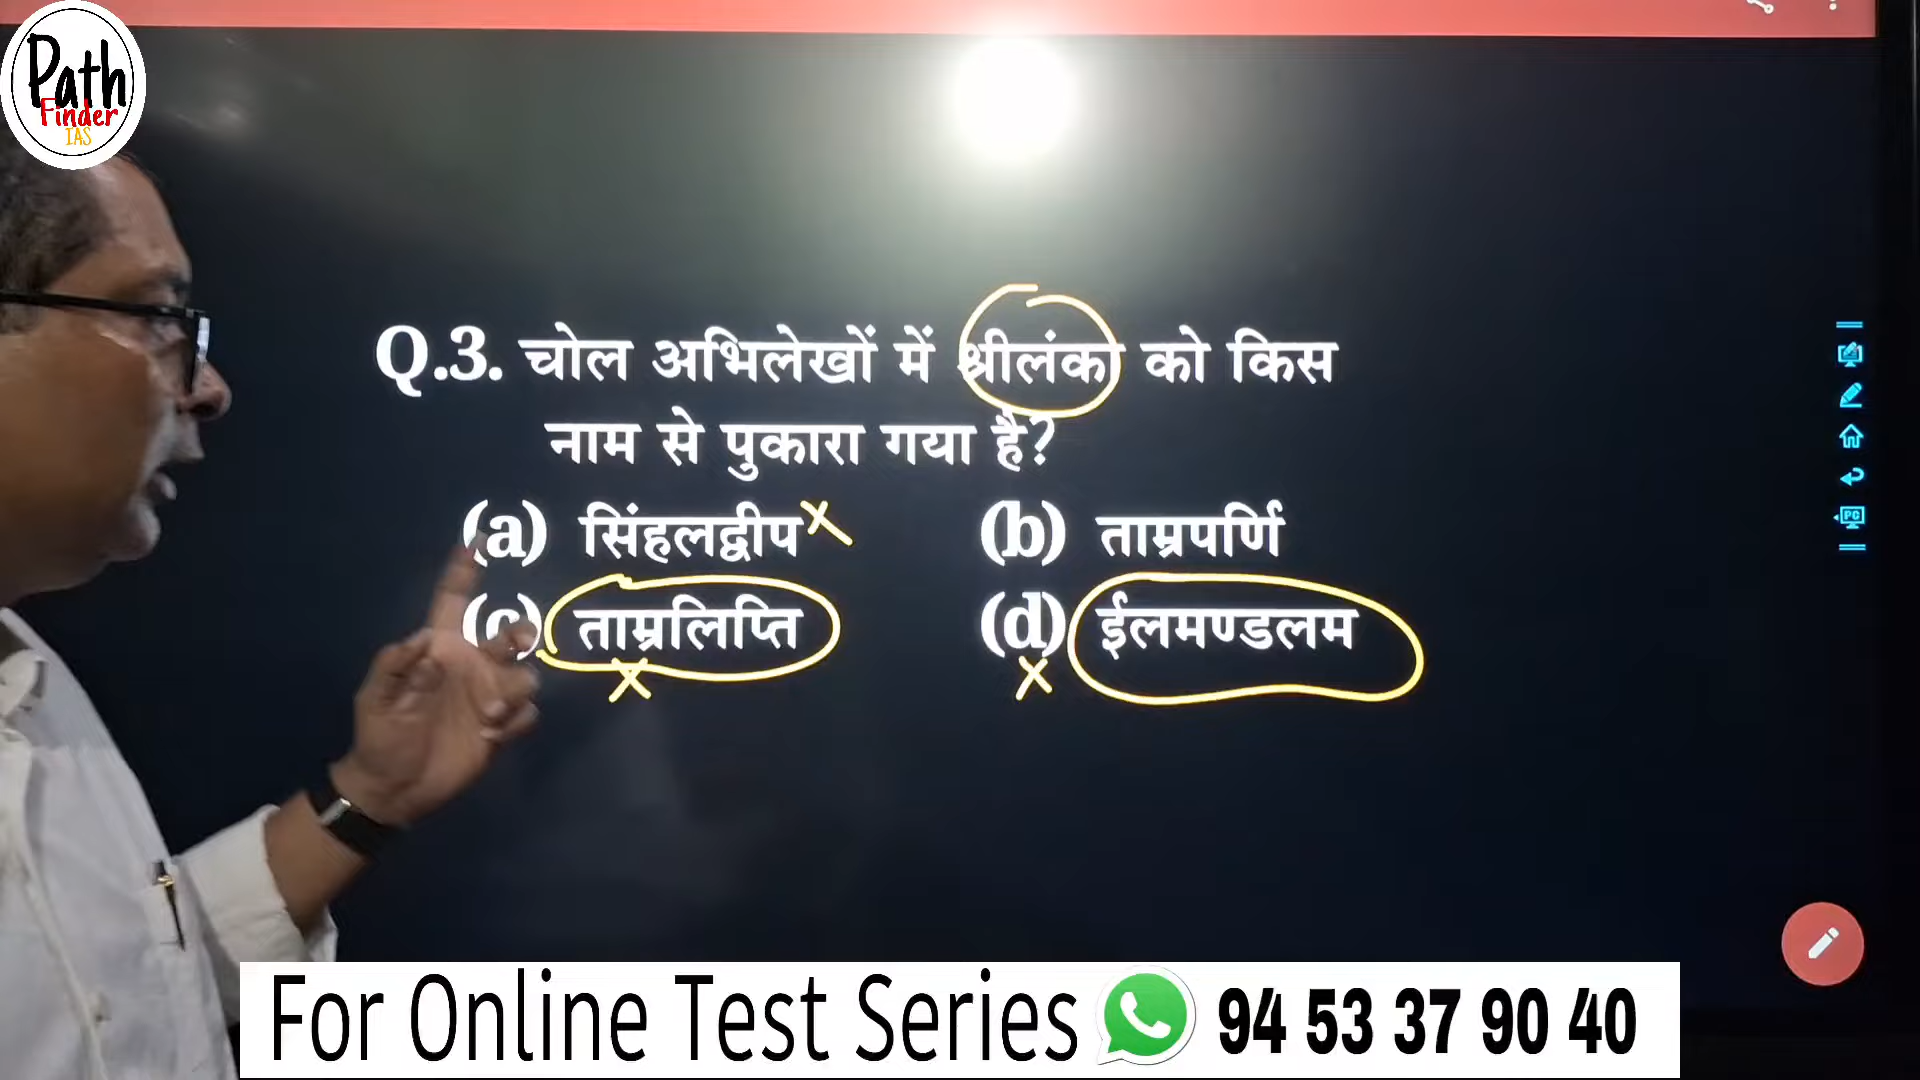 Path
Finder
IAS
Q.3. चोल अभिलेखों में श्रीलंका को किस
नाम से पुकारा गया है?
(a) सिंहलद्वीप (b) ताम्रपर्णि
(c) ताम्रलिप्ति (d) ईलमण्डलम
PC
For Online Test Series 94 53 37 90 40